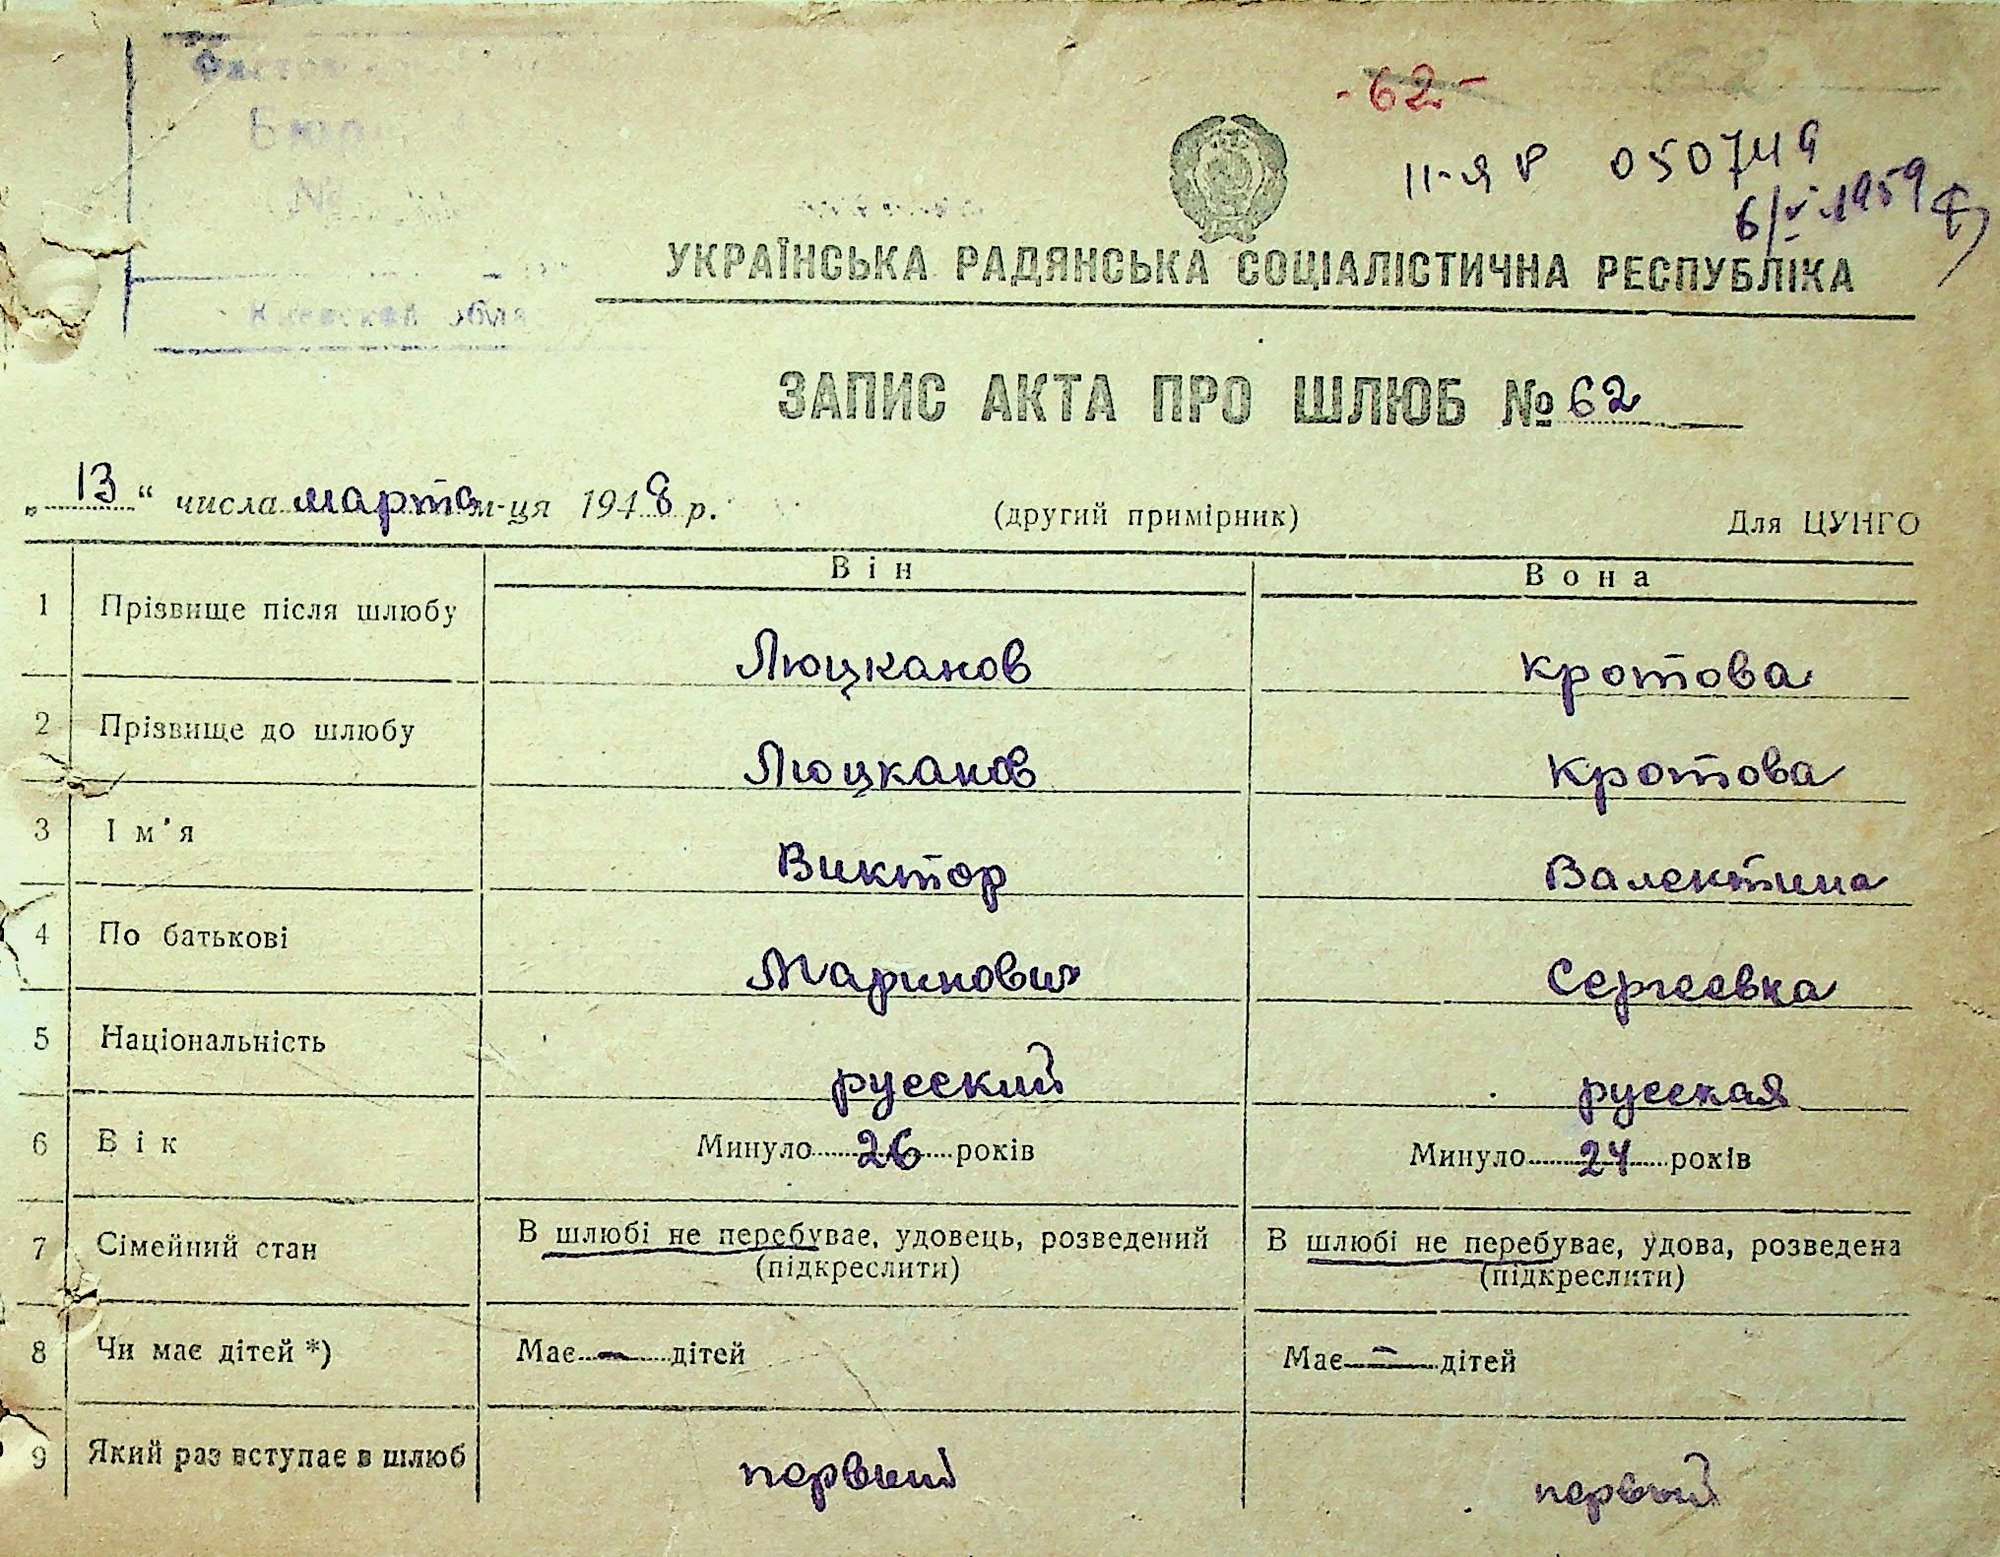 -62-
II-я Р 050749
6/V-1959
УКРАЇНСЬКА РАДЯНСЬКА СОЦІАЛІСТИЧНА РЕСПУБЛІКА
ЗАПИС АКТА ПРО ШЛЮБ № 62
„ 13 “ числа марта м-ця 1948 р.
(другий примірник)
Для ЦУНГО
Він
Вона
1 Прізвище після шлюбу Люцканов Кротова
2 Прізвище до шлюбу Люцканов Кротова
3 Ім'я Виктор Валентина
4 По батькові Маринович Сергеевна
5 Національність русский русская
6 Вік Минуло 26 років Минуло 24 років
7 Сімейний стан В шлюбі не перебуває, удовець, розведений В шлюбі не перебуває, удова, розведена
(підкреслити) (підкреслити)
8 Чи має дітей *) Має — дітей Має — дітей
9 Який раз вступає в шлюб первый первый